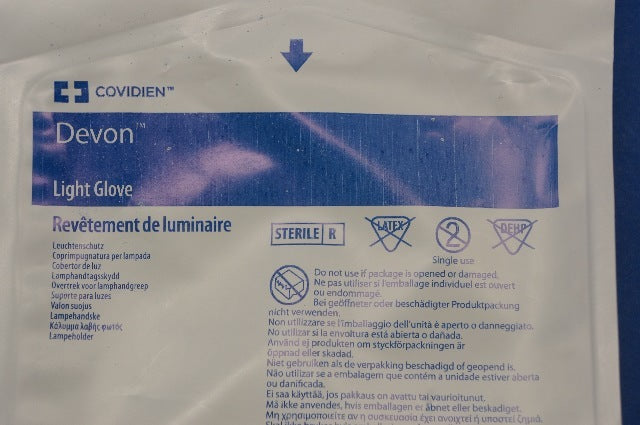 COVIDIEN™
Devon™
Light Glove
Revêtement de luminaire
Leuchtenschutz
Coprimpugnatura per lampada
Cobertor de luz
Lamphandtagsskydd
Overtrek voor lamphandgreep
Suporte para luzes
Valon suojus
Lampehandske
Κάλυμμα λαβής φωτός
Lampeholder
STERILE R
LATEX
2
DEHP
Single use
Do not use if package is opened or damaged.
Ne pas utiliser si l'emballage individuel est ouvert
ou endommagé.
Bei geöffneter oder beschädigter Produktpackung
nicht verwenden.
Non utilizzare se l'imballaggio dell'unità è aperto o danneggiato.
No utilizar si la envoltura está abierta o dañada.
Använd ej produkten om styckförpackningen är
öppnad eller skadad.
Niet gebruiken als de verpakking beschadigd of geopend is.
Não utilizar se a embalagem que contém a unidade estiver aberta
ou danificada.
Ei saa käyttää, jos pakkaus on avattu tai vaurioitunut.
Må ikke anvendes, hvis emballagen er åbnet eller beskadiget.
Μη χρησιμοποιείτε αν η συσκευασία έχει ανοιχτεί ή υποστεί ζημιά.